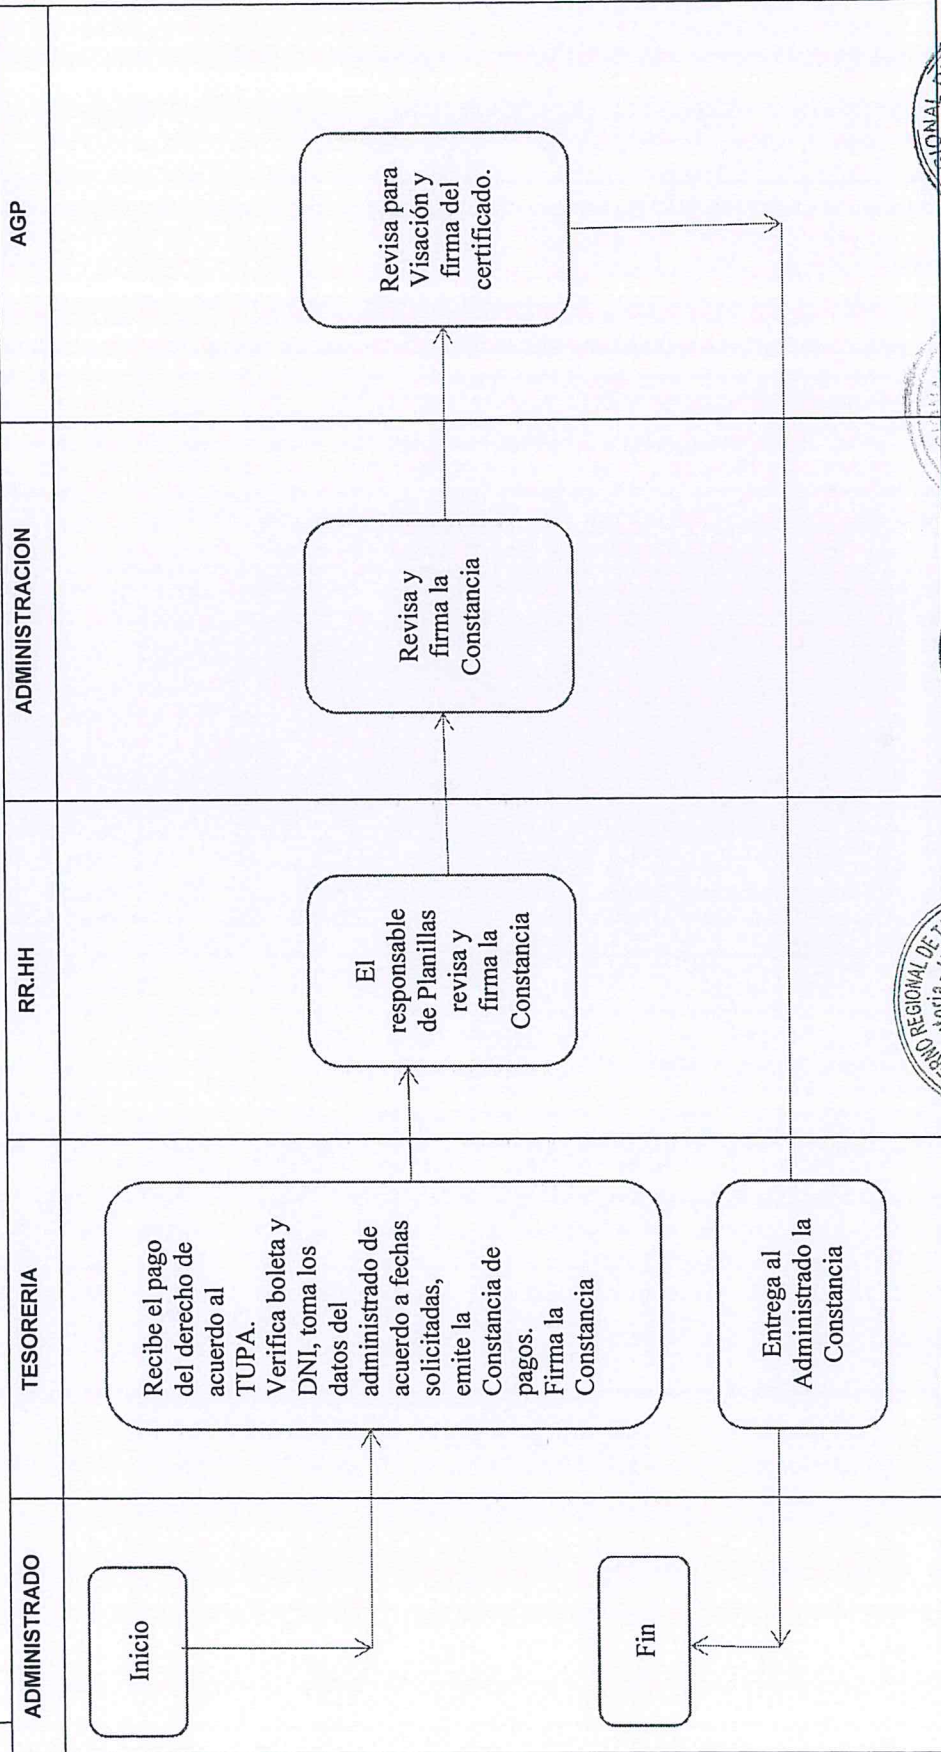 ADMINISTRADO
TESORERIA
RR.HH
ADMINISTRACION
AGP
Inicio
Recibe el pago
del derecho de
acuerdo al
TUPA.
Verifica boleta y
DNI, toma los
datos del
administrado de
acuerdo a fechas
solicitadas,
emite la
Constancia de
pagos.
Firma la
Constancia
El
responsable
de Planillas
revisa y
firma la
Constancia
Revisa y
firma la
Constancia
Revisa para
Visación y
firma del
certificado.
Entrega al
Administrado la
Constancia
Fin
REGIONAL DE